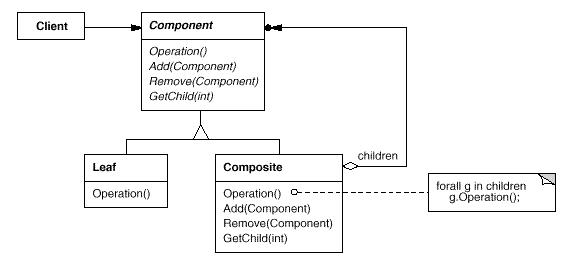 Client
Component
Operation()
Add(Component)
Remove(Component)
GetChild(int)
Leaf
Operation()
Composite
Operation()
Add(Component)
Remove(Component)
GetChild(int)
children
forall g in children
g.Operation();